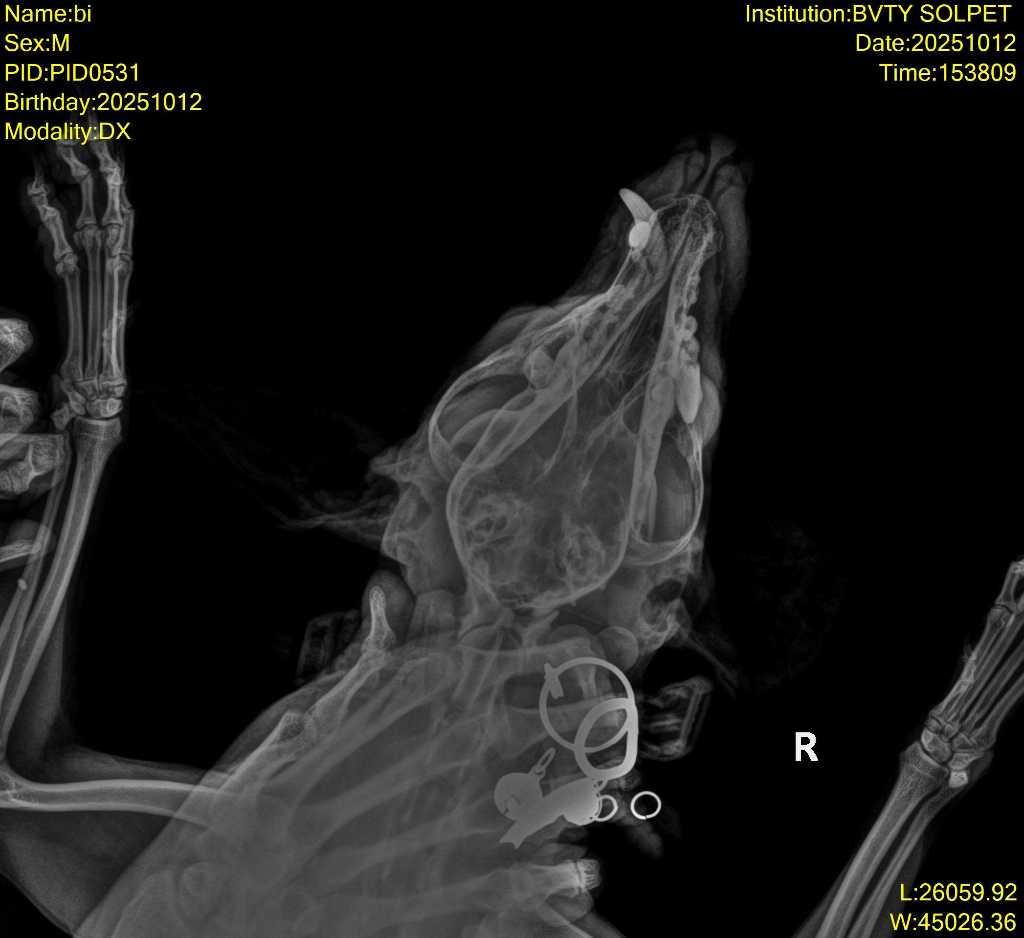 Name:bi
Sex:M
PID:PID0531
Birthday:20251012
Modality:DX
Institution:BVTY SOLPET
Date:20251012
Time:153809
R
L:26059.92
W:45026.36